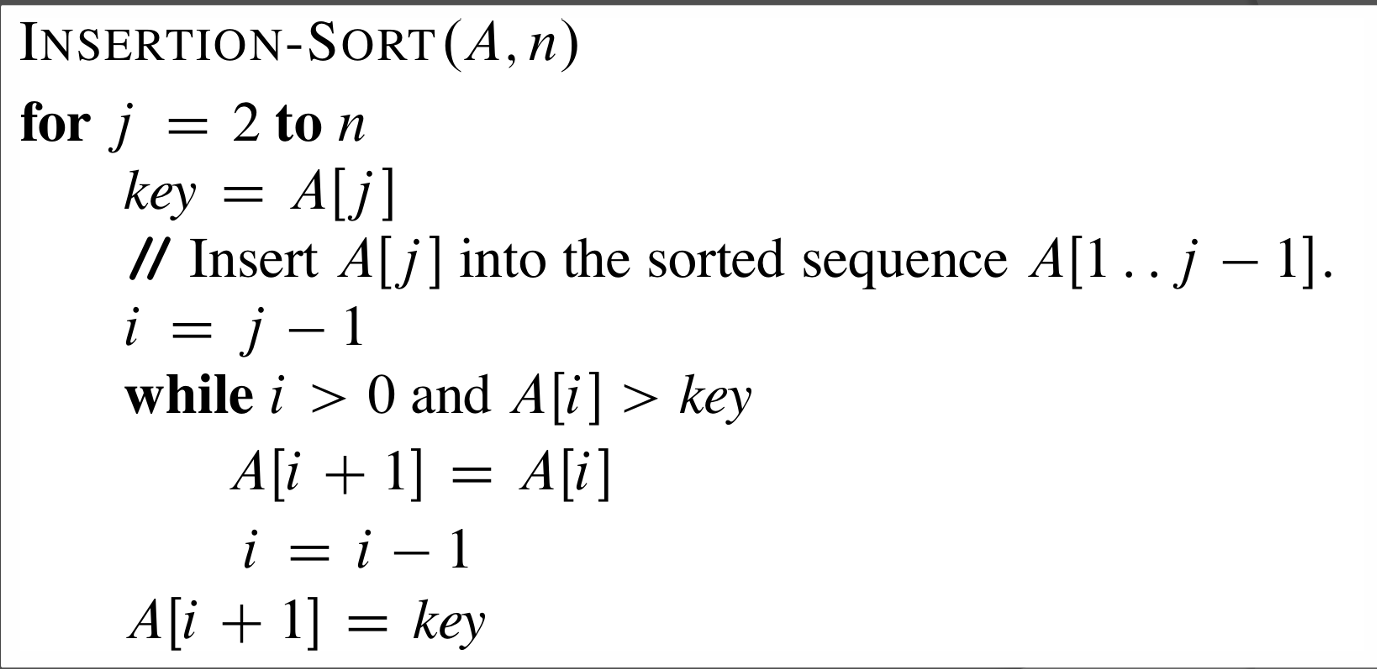 INSERTION-SORT(A, n)
for j = 2 to n
key = A[j]
// Insert A[j] into the sorted sequence A[1 . . j − 1].
i = j − 1
while i > 0 and A[i] > key
A[i + 1] = A[i]
i = i − 1
A[i + 1] = key